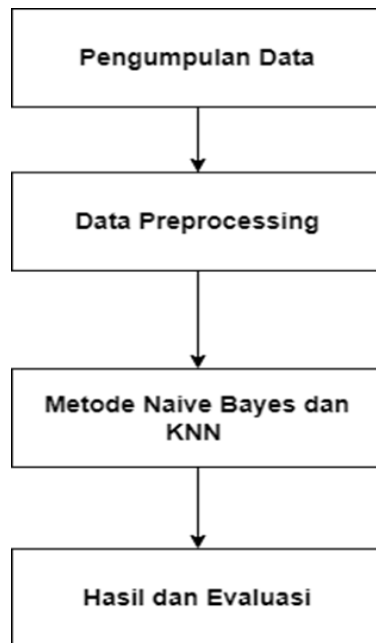 Pengumpulan Data
Data Preprocessing
Metode Naive Bayes dan
KNN
Hasil dan Evaluasi